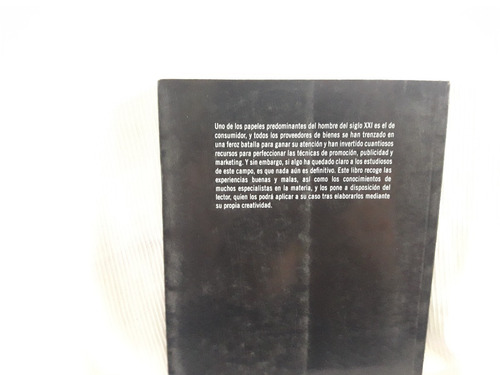 Uno de los papeles predominantes del hombre del siglo XXI es el de
consumidor, y todos los proveedores de bienes se han trenzado en
una feroz batalla para ganar su atención y han invertido cuantiosos
recursos para perfeccionar las técnicas de promoción, publicidad y
marketing. Y sin embargo, si algo ha quedado claro a los estudiosos
de este campo, es que nada aún es definitivo. Este libro recoge las
experiencias buenas y malas, así como los conocimientos de
muchos especialistas en la materia, y los pone a disposición del
lector, quien los podrá aplicar a su caso tras elaborarlos mediante
su propia creatividad.